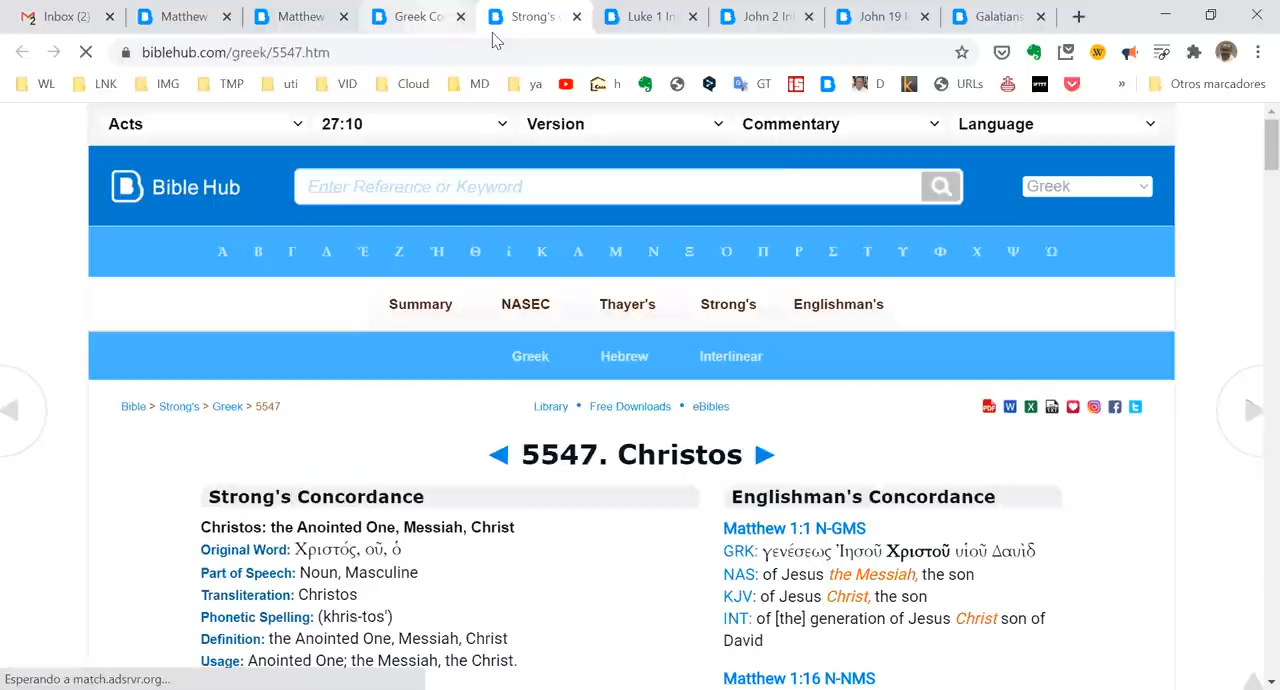 Inbox (2)
Matthew
Matthew
Greek Co
Strong's
Luke 1 In
John 2 In
John 19 I
Galatians
biblehub.com/greek/5547.htm
WL LNK IMG TMP uti VID Cloud MD ya h GT D URLs » Otros marcadores
Acts 27:10 Version Commentary Language
Bible Hub Enter Reference or Keyword Greek
Summary NASEC Thayer's Strong's Englishman's
Greek Hebrew Interlinear
Bible > Strong's > Greek > 5547 Library • Free Downloads • eBibles
◄ 5547. Christos ►
Strong's Concordance
Christos: the Anointed One, Messiah, Christ
Original Word: Χριστός, οῦ, ὁ
Part of Speech: Noun, Masculine
Transliteration: Christos
Phonetic Spelling: (khris-tos')
Definition: the Anointed One, Messiah, Christ
Usage: Anointed One; the Messiah, the Christ.
Englishman's Concordance
Matthew 1:1 N-GMS
GRK: γενέσεως Ἰησοῦ Χριστοῦ υἱοῦ Δαυὶδ
NAS: of Jesus the Messiah, the son
KJV: of Jesus Christ, the son
INT: of [the] generation of Jesus Christ son of
David
Matthew 1:16 N-NMS
Esperando a match.adsrvr.org...